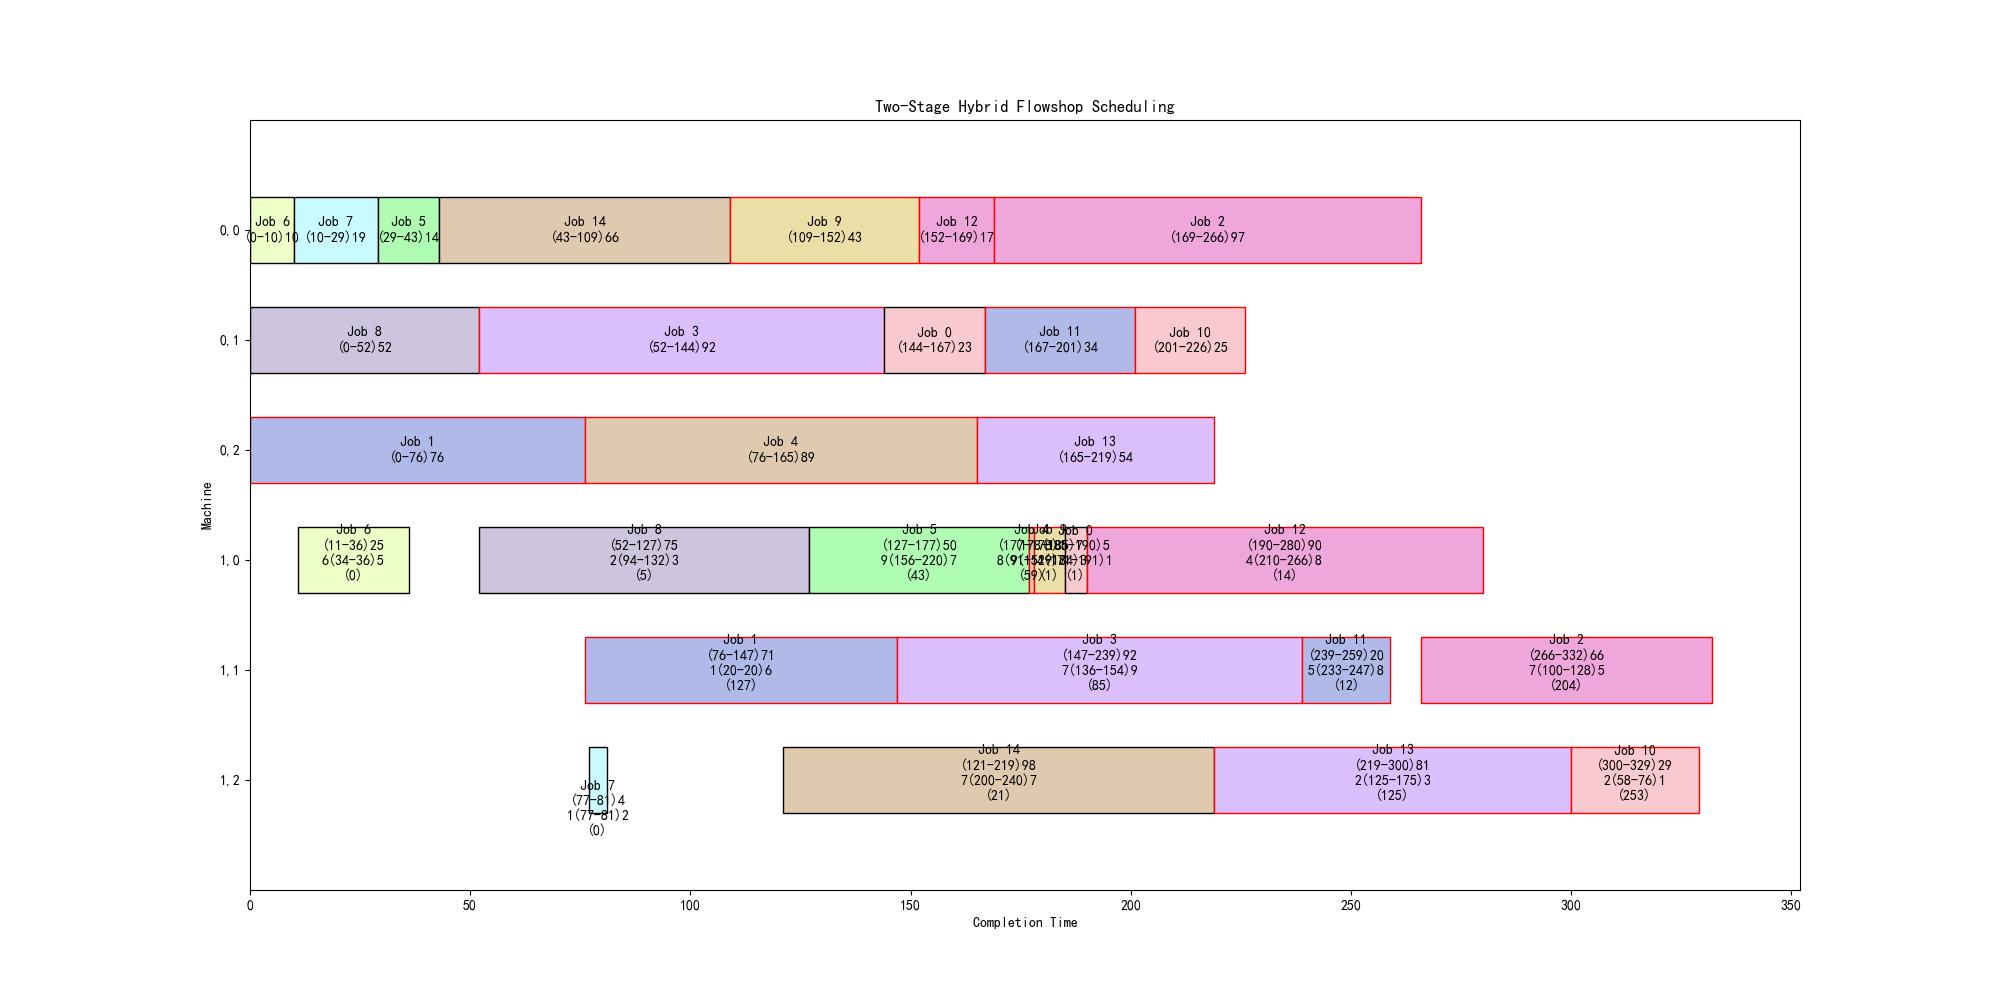 Two-Stage Hybrid Flowshop Scheduling
0,0
Job 6
(0-10)10
Job 7
(10-29)19
Job 5
(29-43)14
Job 14
(43-109)66
Job 9
(109-152)43
Job 12
(152-169)17
Job 2
(169-266)97
0,1
Job 8
(0-52)52
Job 3
(52-144)92
Job 0
(144-167)23
Job 11
(167-201)34
Job 10
(201-226)25
0,2
Job 1
(0-76)76
Job 4
(76-165)89
Job 13
(165-219)54
Machine
1,0
Job 6
(11-36)25
6(34-36)5
(0)
Job 8
(52-127)75
2(94-132)3
(5)
Job 5
(127-177)50
9(156-220)7
(43)
Job 4
(59)
Job 9
(1)
Job 0
(1)
Job 12
(190-280)90
4(210-266)8
(14)
1,1
Job 1
(76-147)71
1(20-20)6
(127)
Job 3
(147-239)92
7(136-154)9
(85)
Job 11
(239-259)20
5(233-247)8
(12)
Job 2
(266-332)66
7(100-128)5
(204)
1,2
Job 7
(77-81)4
1(77-81)2
(0)
Job 14
(121-219)98
7(200-240)7
(21)
Job 13
(219-300)81
2(125-175)3
(125)
Job 10
(300-329)29
2(58-76)1
(253)
0
50
100
150
200
250
300
350
Completion Time